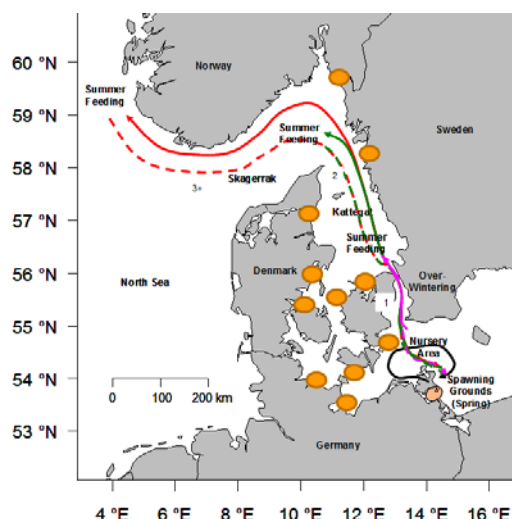 60 °N
59 °N
58 °N
57 °N
56 °N
55 °N
54 °N
53 °N
Norway
Summer
Feeding
Sweden
Summer
Feeding
Skagerrak
3+
2
Kattegat
Summer
Feeding
North Sea
Denmark
Over-
Wintering
1
Nursery
Area
0 100 200 km
Spawning
Grounds
(Spring)
Germany
4 °E 6 °E 8 °E 10 °E 12 °E 14 °E 16 °E